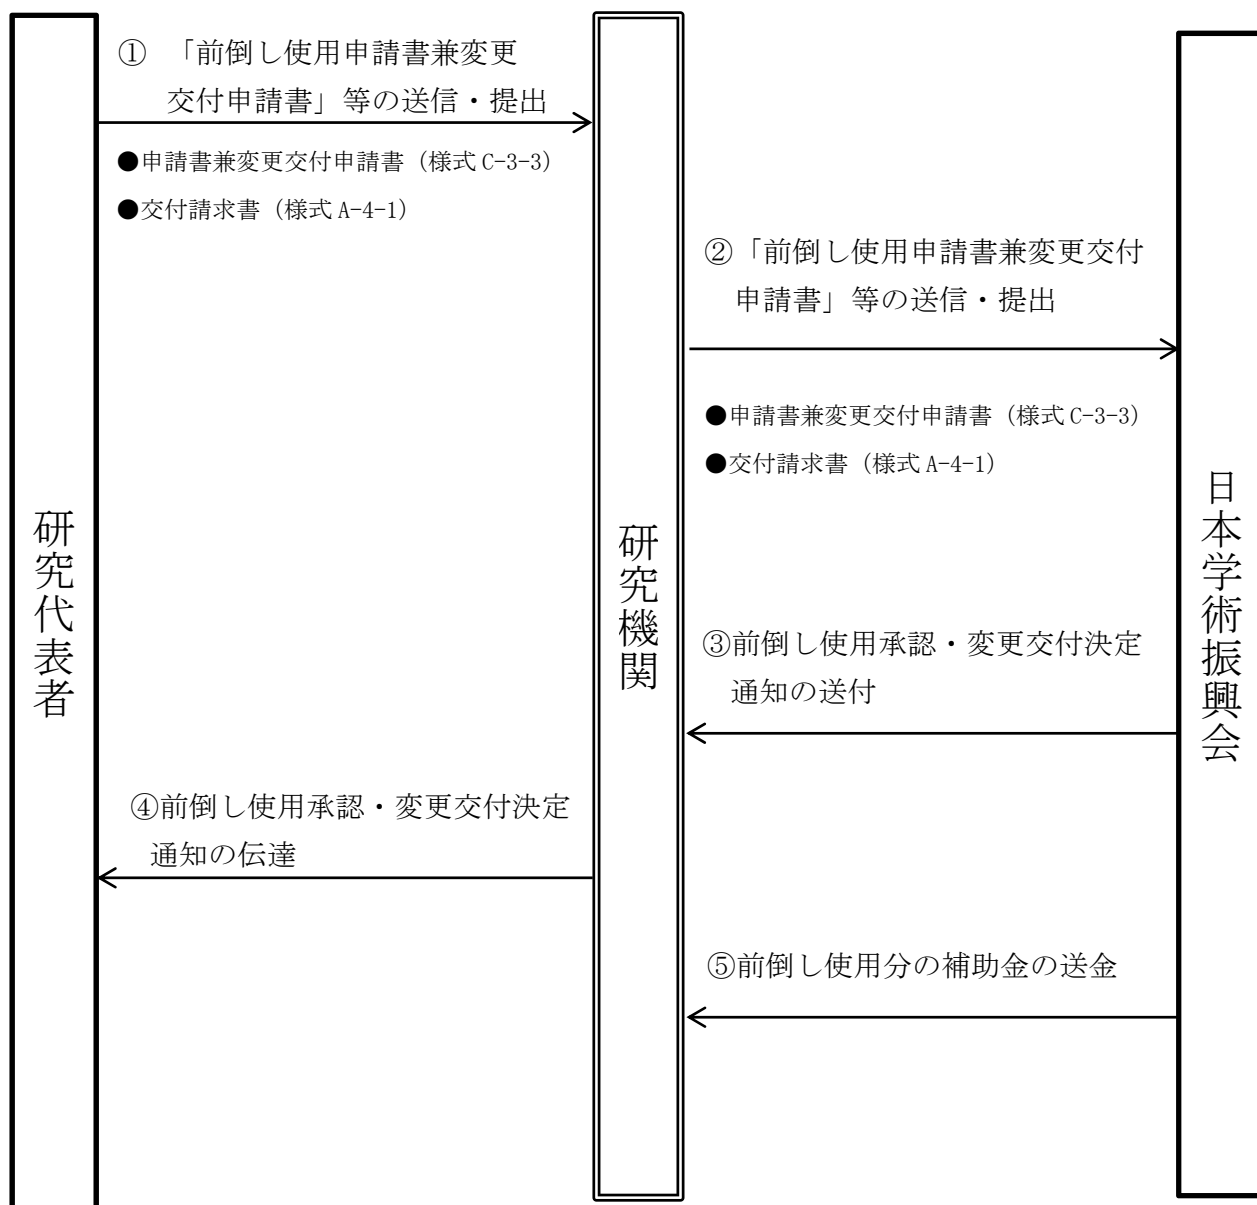 ① 「前倒し使用申請書兼変更
交付申請書」等の送信・提出
●申請書兼変更交付申請書（様式 C-3-3）
●交付請求書（様式 A-4-1）
②「前倒し使用申請書兼変更交付
申請書」等の送信・提出
●申請書兼変更交付申請書（様式 C-3-3）
●交付請求書（様式 A-4-1）
研究代表者
研究機関
日本学術振興会
③前倒し使用承認・変更交付決定
通知の送付
④前倒し使用承認・変更交付決定
通知の伝達
⑤前倒し使用分の補助金の送金